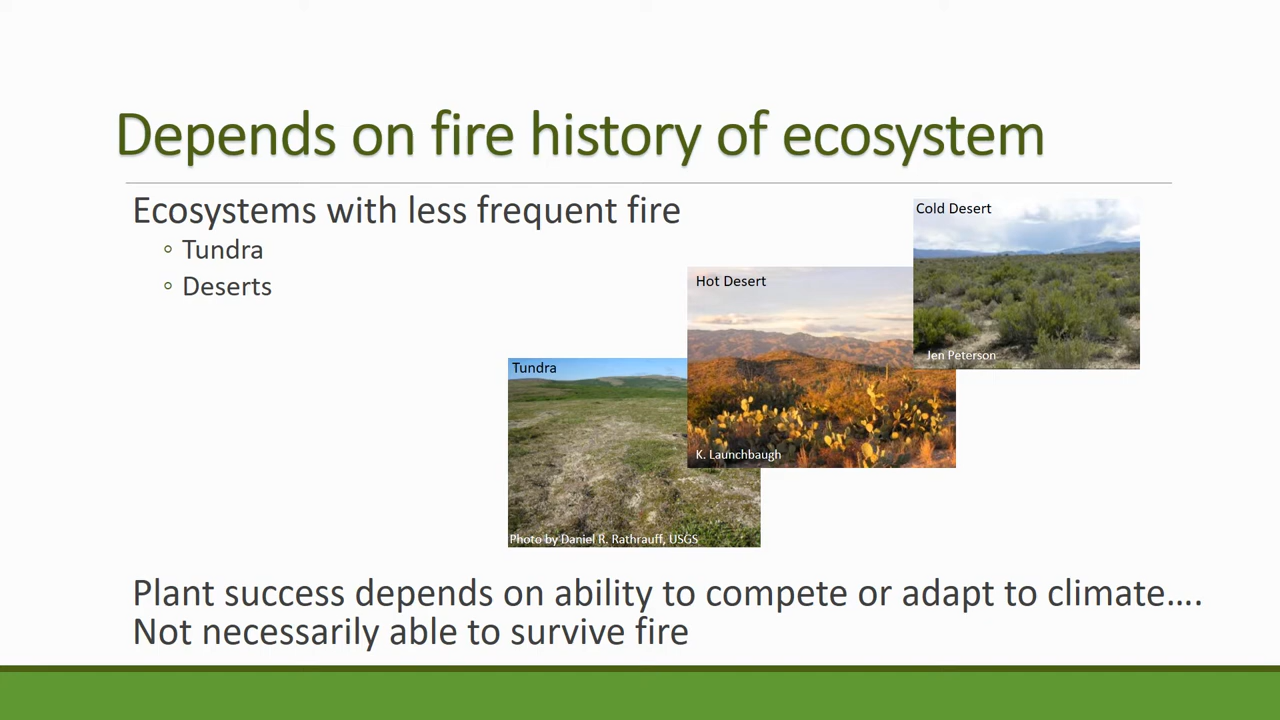 Depends on fire history of ecosystem
Ecosystems with less frequent fire
Tundra
Deserts
Cold Desert
Jen Peterson
Hot Desert
K. Launchbaugh
Tundra
Photo by Daniel R. Rathrauff, USGS
Plant success depends on ability to compete or adapt to climate....
Not necessarily able to survive fire